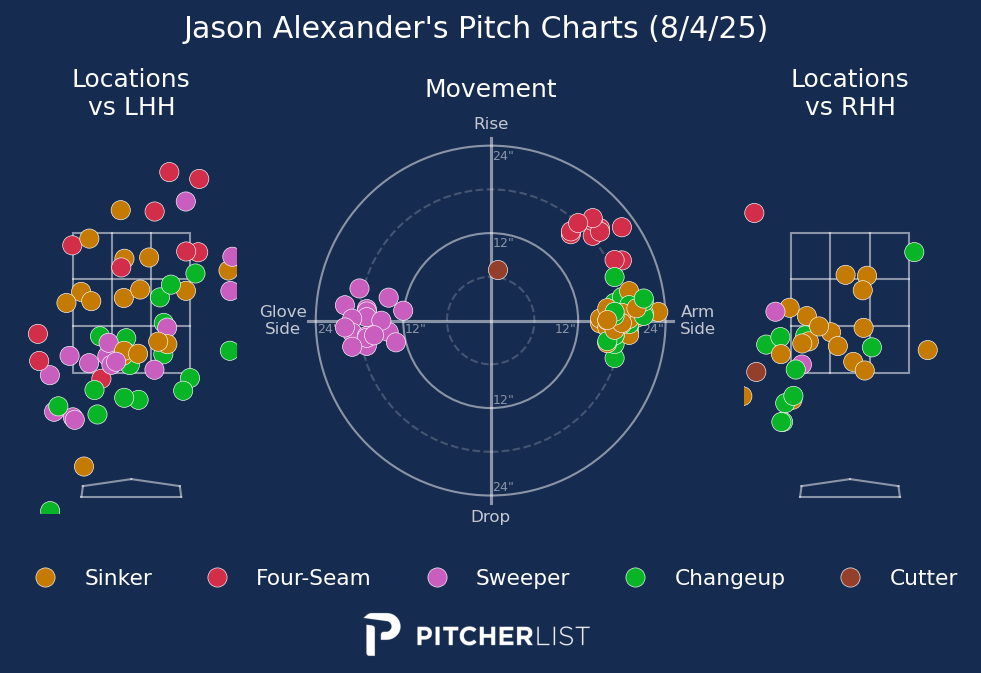 Jason Alexander's Pitch Charts (8/4/25)
Locations
vs LHH
Movement
Locations
vs RHH
Rise
24"
12"
Glove
Side
24"
12"
12"
24"
Arm
Side
12"
24"
Drop
Sinker
Four-Seam
Sweeper
Changeup
Cutter
PITCHERLIST